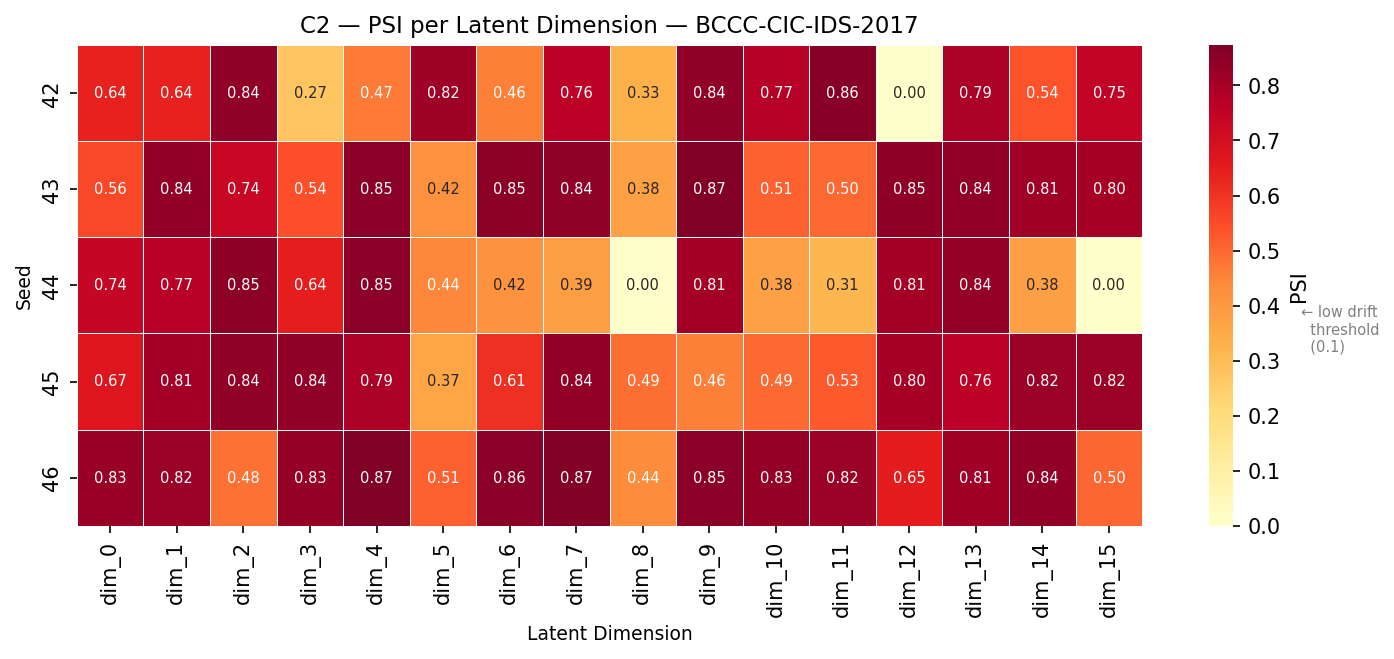 C2 — PSI per Latent Dimension — BCCC-CIC-IDS-2017
Seed
42 0.64 0.64 0.84 0.27 0.47 0.82 0.46 0.76 0.33 0.84 0.77 0.86 0.00 0.79 0.54 0.75
43 0.56 0.84 0.74 0.54 0.85 0.42 0.85 0.84 0.38 0.87 0.51 0.50 0.85 0.84 0.81 0.80
44 0.74 0.77 0.85 0.64 0.85 0.44 0.42 0.39 0.00 0.81 0.38 0.31 0.81 0.84 0.38 0.00
45 0.67 0.81 0.84 0.84 0.79 0.37 0.61 0.84 0.49 0.46 0.49 0.53 0.80 0.76 0.82 0.82
46 0.83 0.82 0.48 0.83 0.87 0.51 0.86 0.87 0.44 0.85 0.83 0.82 0.65 0.81 0.84 0.50
dim_0 dim_1 dim_2 dim_3 dim_4 dim_5 dim_6 dim_7 dim_8 dim_9 dim_10 dim_11 dim_12 dim_13 dim_14 dim_15
Latent Dimension
0.8
0.7
0.6
0.5
0.4
0.3
0.2
0.1
0.0
PSI
← low drift
threshold
(0.1)